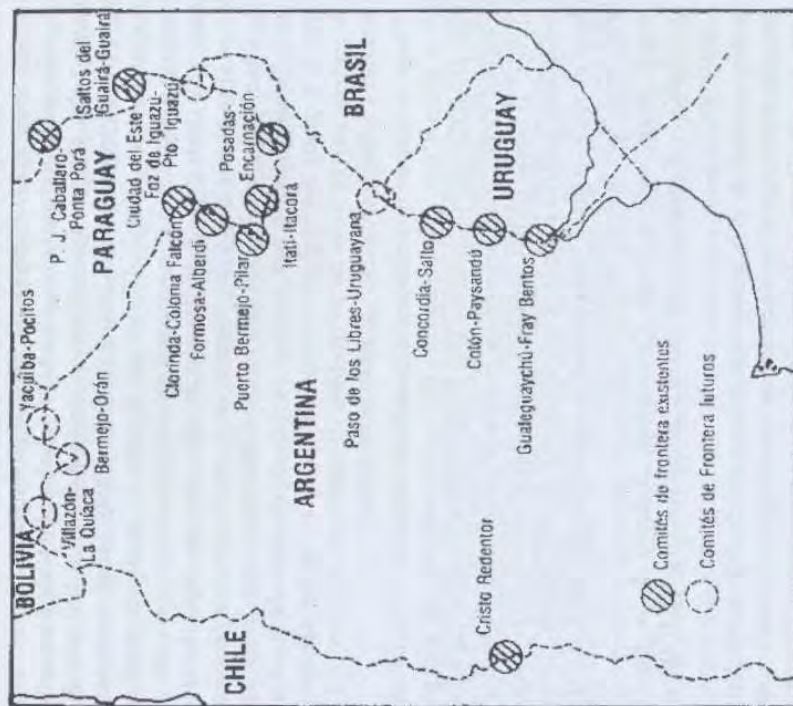 BOLIVIA
Villazón-
La Quiaca
Yacuiba-Pocitos
Bermejo-Orán
P. J. Caballero-
Ponta Porá
Saltos del
Guairá-Guairá
PARAGUAY
Ciudad del Este
Foz de Iguazú-
Pto. Iguazú
Clorinda-Colonia Falcón
Formosa-Alberdi
Puerto Bermejo-Pilar
Posadas-
Encarnación
Itatí-Itacorá
CHILE
ARGENTINA
BRASIL
Paso de los Libres-Uruguayana
Concordia-Salto
Colón-Paysandú
URUGUAY
Gualeguaychú-Fray Bentos
Cristo Redentor
Comités de frontera existentes
Comités de Frontera futuros